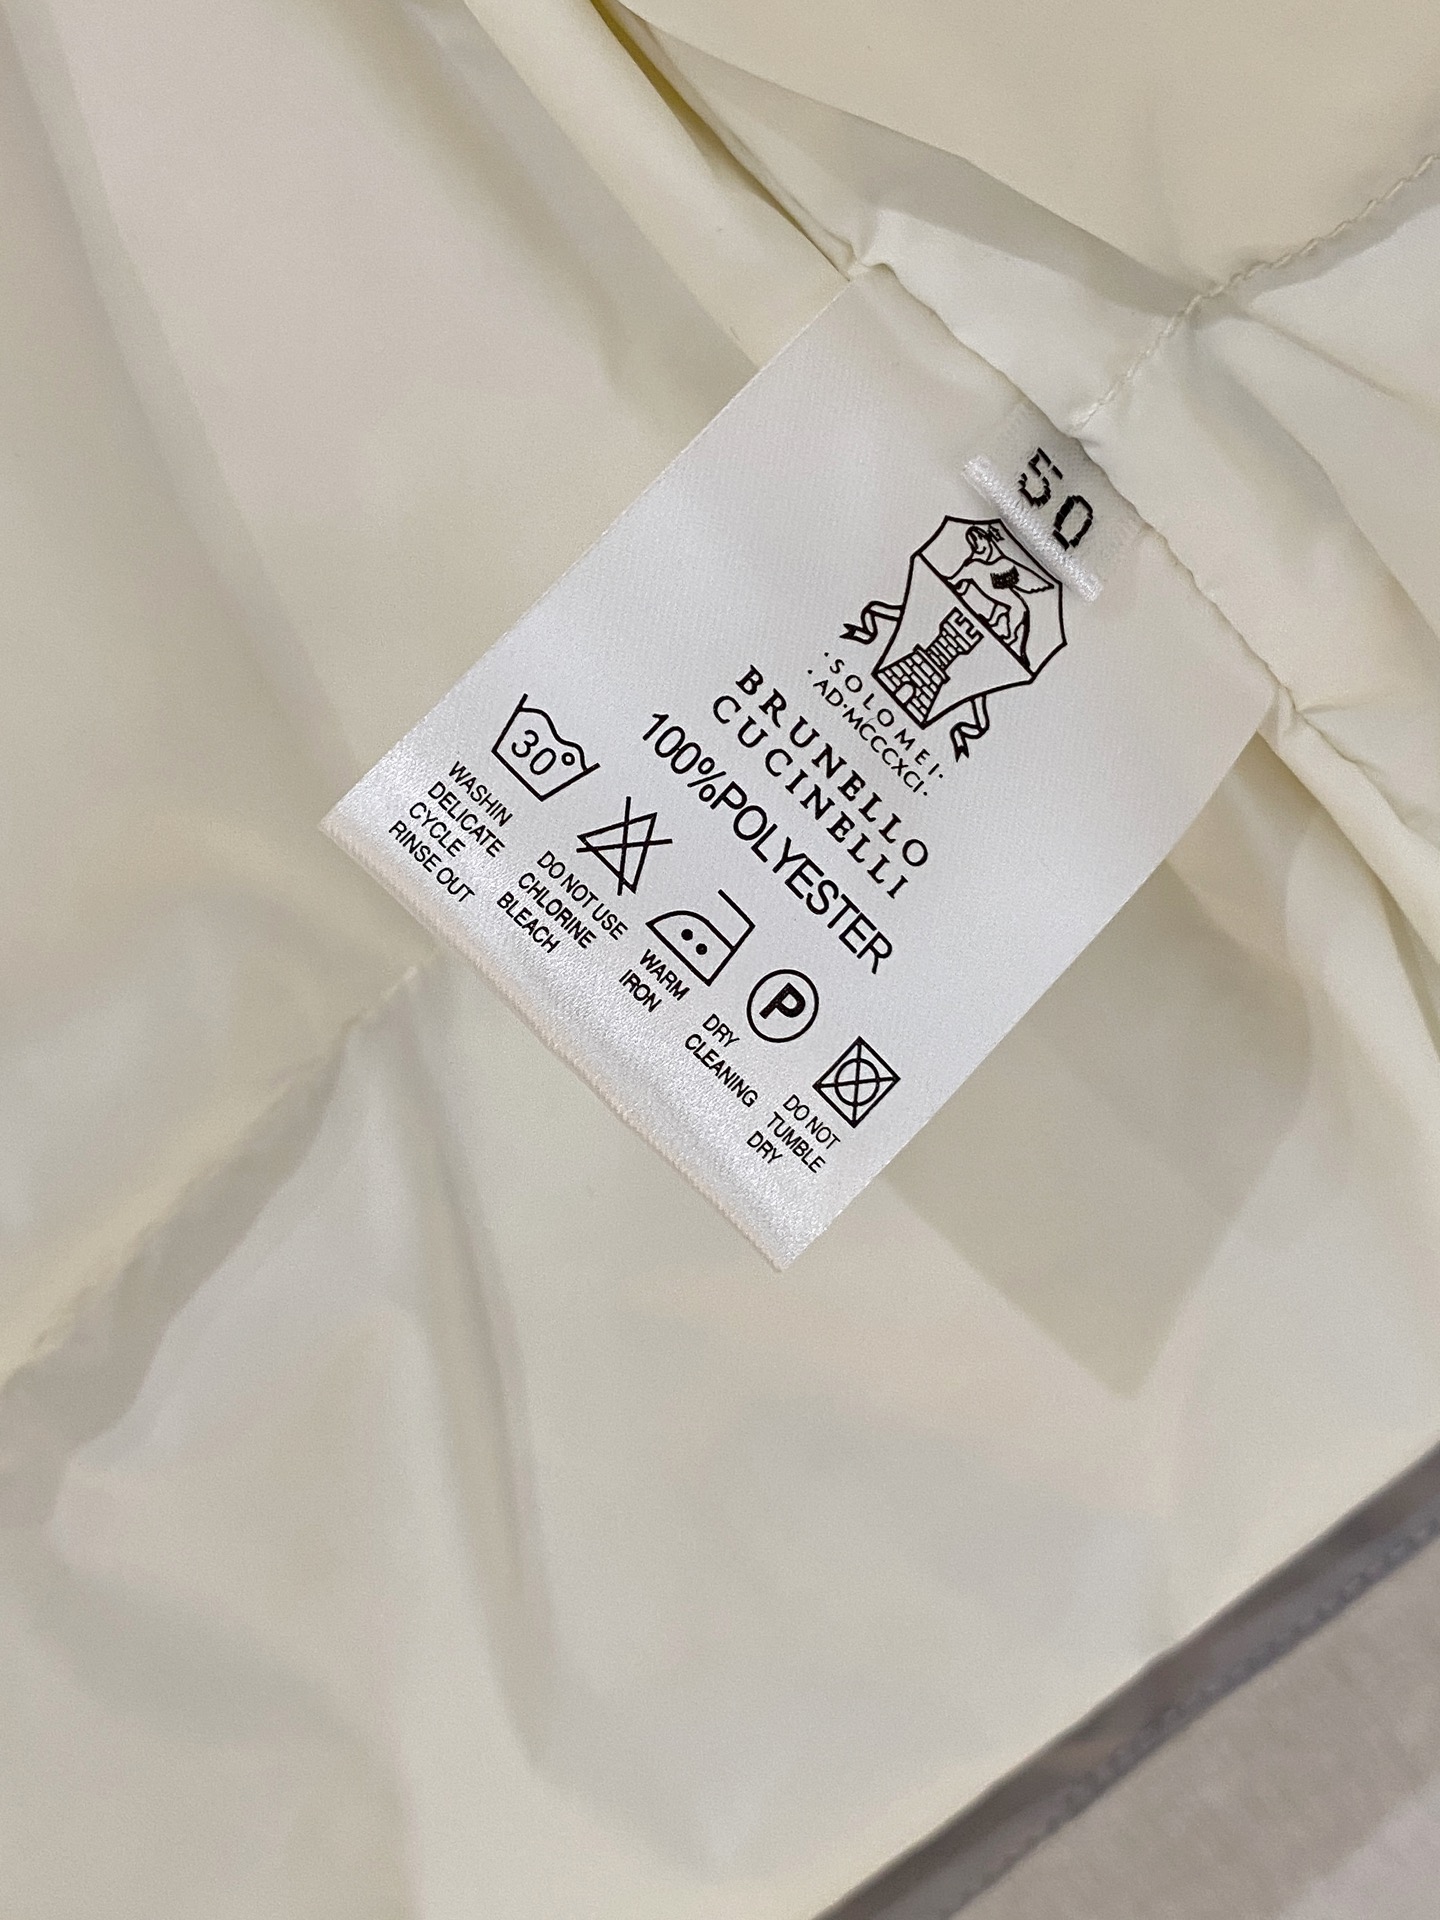 50
·SOLOMEI·
·AD·MCCCXCI·
BRUNELLO
CUCINELLI
100%POLYESTER
30°
WASHIN
DELICATE
CYCLE
RINSE OUT
DO NOT USE
CHLORINE
BLEACH
WARM
IRON
P
DRY
CLEANING
DO NOT
TUMBLE
DRY